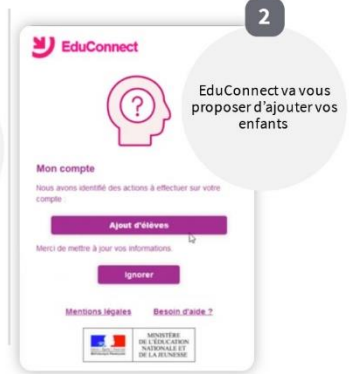 2
EduConnect
EduConnect va vous
proposer d'ajouter vos
enfants
?
Mon compte
Nous avons identifié des actions à effectuer sur votre
compte :
Ajout d'élèves
Merci de mettre à jour vos informations.
Ignorer
Mentions légales Besoin d'aide ?
MINISTÈRE
DE L'ÉDUCATION
NATIONALE ET
DE LA JEUNESSE